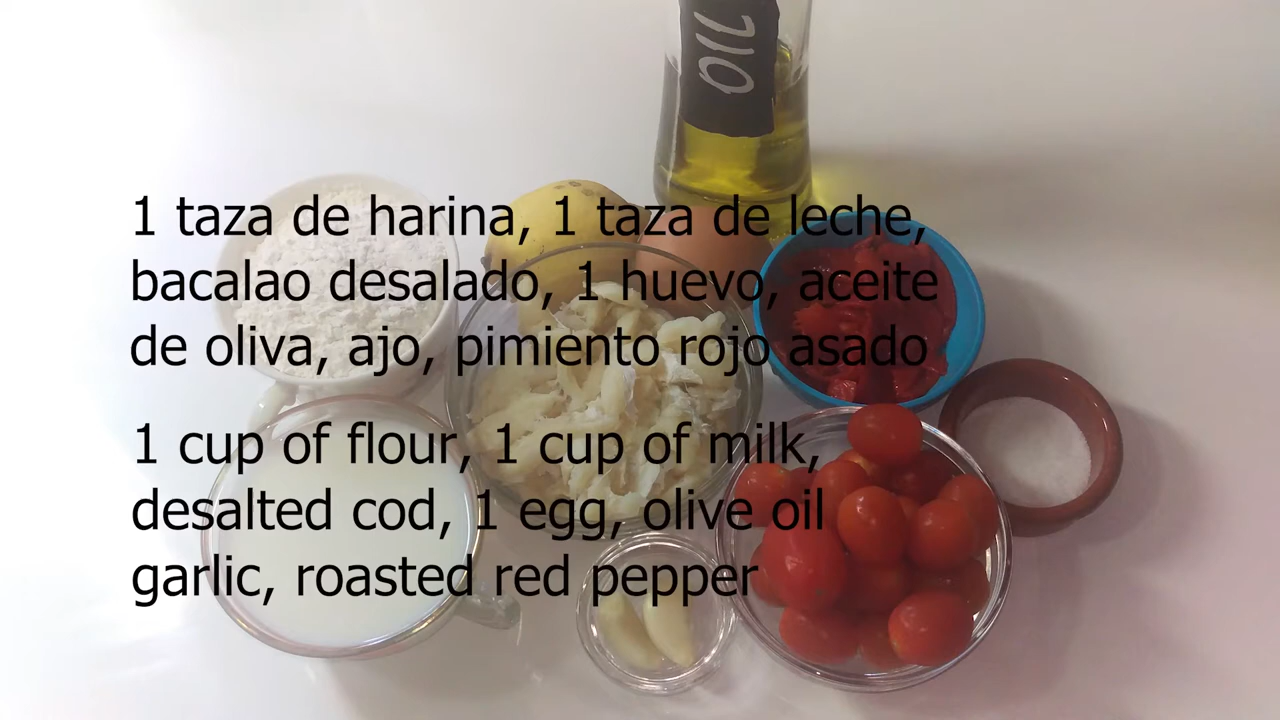 OIL
1 taza de harina, 1 taza de leche,
bacalao desalado, 1 huevo, aceite
de oliva, ajo, pimiento rojo asado
1 cup of flour, 1 cup of milk,
desalted cod, 1 egg, olive oil
garlic, roasted red pepper